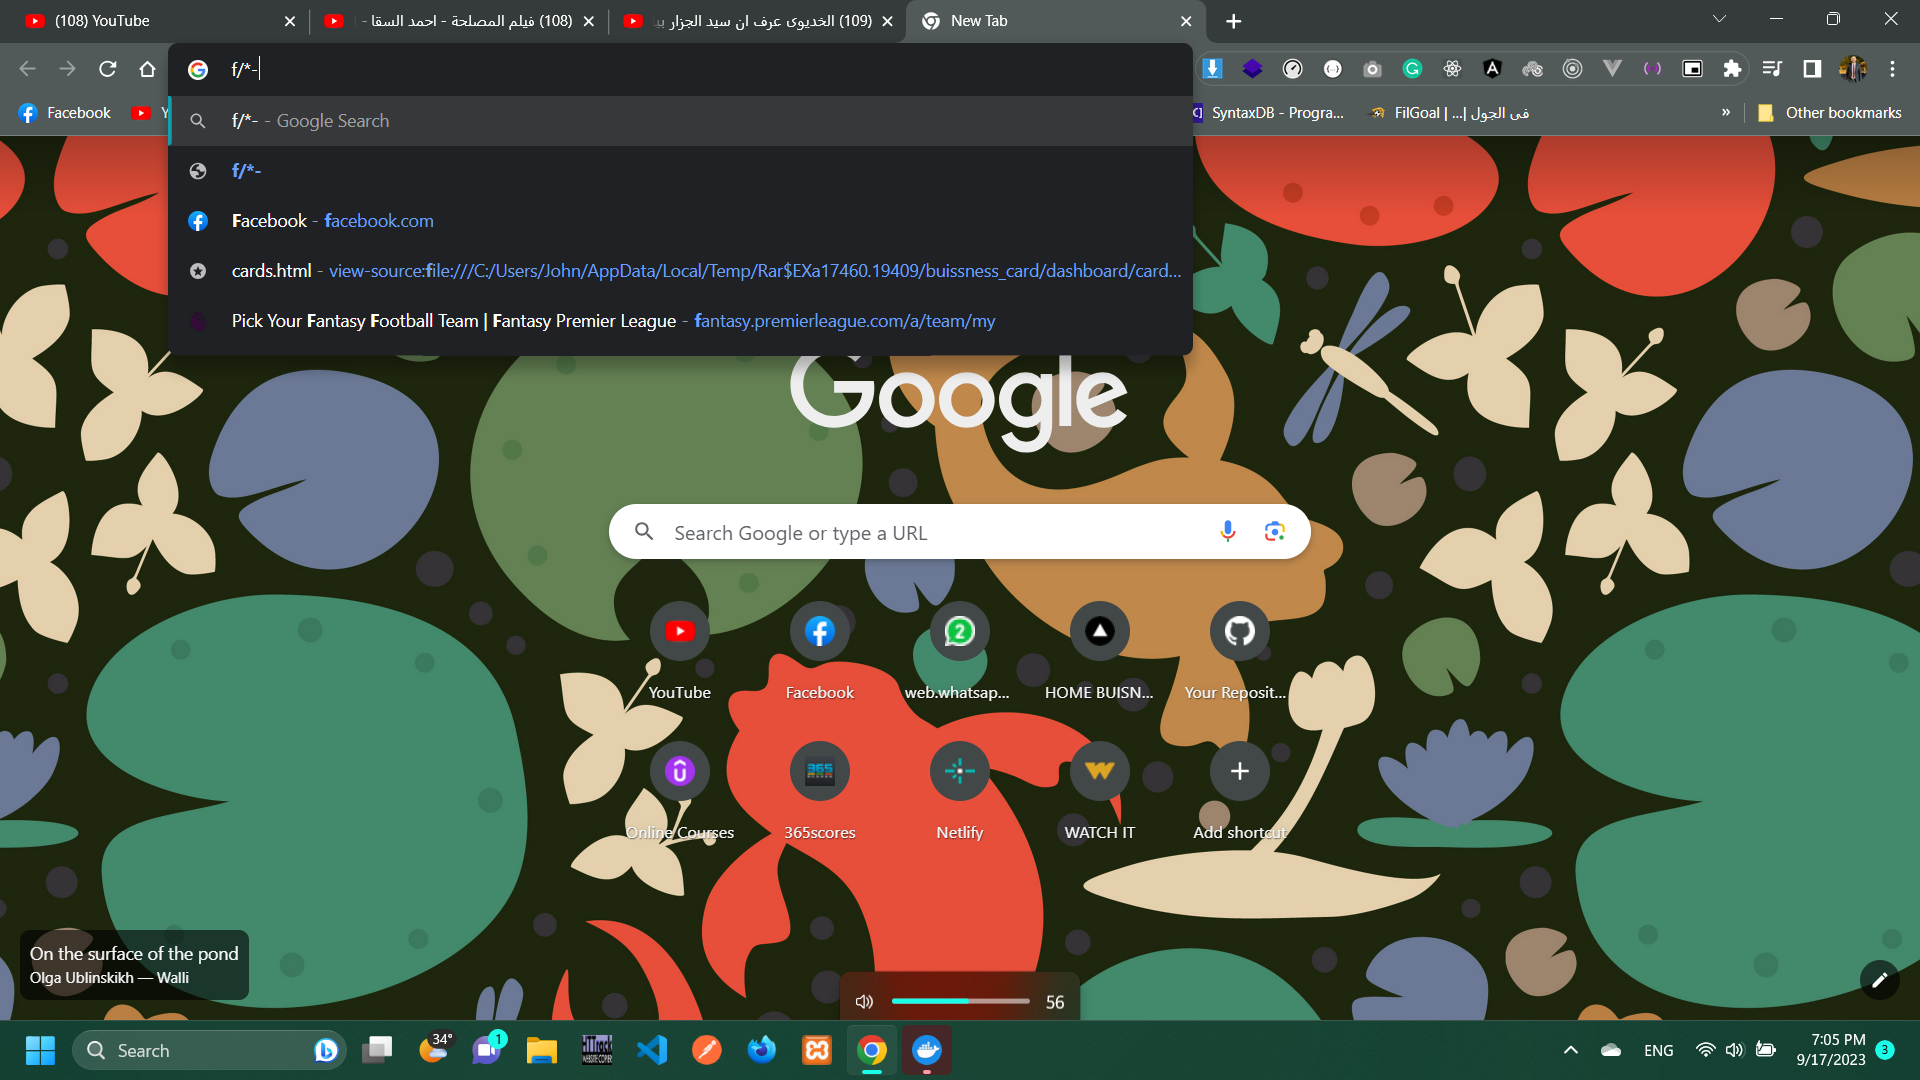 (108) YouTube
(108) فيلم المصلحة - احمد السقا -
(109) الخديوى عرف ان سيد الجزار
New Tab
f/*-
Facebook
SyntaxDB - Progra...
FilGoal | ...| فى الجول
»
Other bookmarks
f/*- - Google Search
f/*-
Facebook - facebook.com
cards.html - view-source:file:///C:/Users/John/AppData/Local/Temp/Rar$EXa17460.19409/buissness_card/dashboard/card...
Pick Your Fantasy Football Team | Fantasy Premier League - fantasy.premierleague.com/a/team/my
Google
Search Google or type a URL
2
YouTube
Facebook
web.whatsap...
HOME BUISN...
Your Reposit...
365
Online Courses
365scores
Netlify
WATCH IT
Add shortcut
On the surface of the pond
Olga Ublinskikh — Walli
56
Search
34°
1
HTTrack
WEBSITE COPIER
ENG
7:05 PM
9/17/2023
3